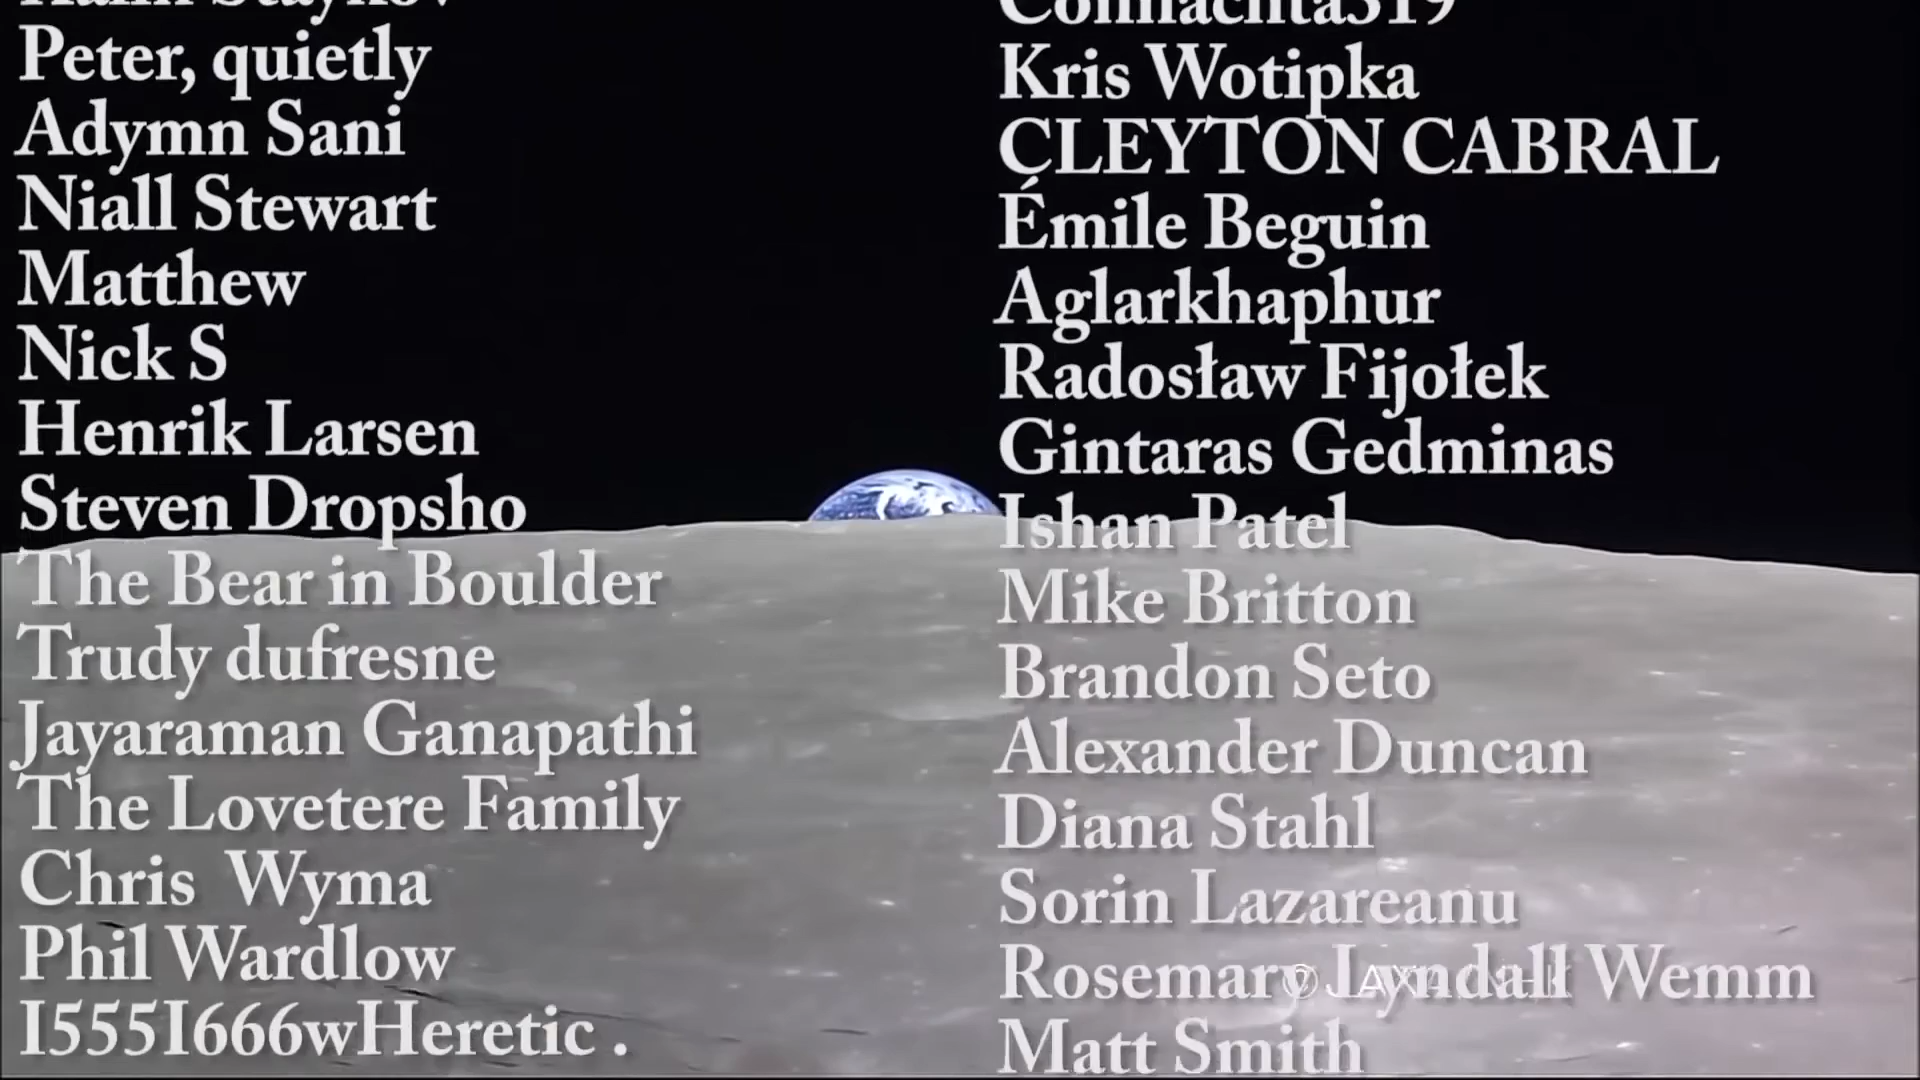 Peter, quietly
Adymn Sani
Niall Stewart
Matthew
Nick S
Henrik Larsen
Steven Dropsho
The Bear in Boulder
Trudy dufresne
Jayaraman Ganapathi
The Lovetere Family
Chris  Wyma
Phil Wardlow
I555I666wHeretic .
Kris Wotipka
CLEYTON CABRAL
Émile Beguin
Aglarkhaphur
Radosław Fijołek
Gintaras Gedminas
Ishan Patel
Mike Britton
Brandon Seto
Alexander Duncan
Diana Stahl
Sorin Lazareanu
Rosemary Lyndall Wemm
Matt Smith